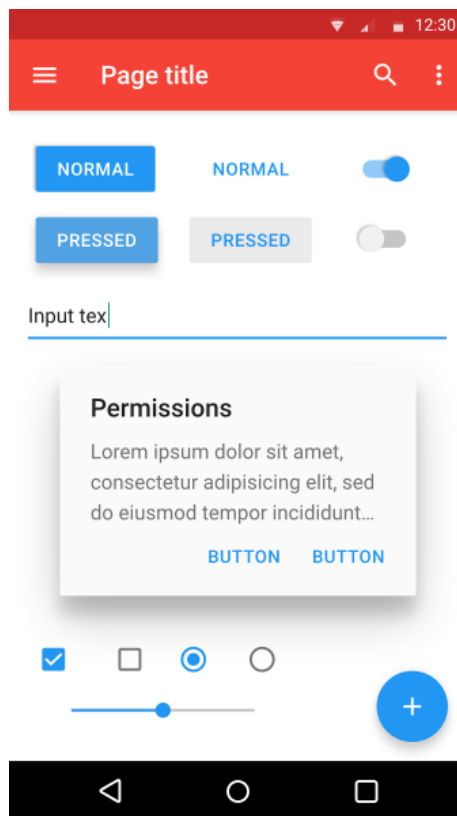 12:30
Page title
NORMAL NORMAL
PRESSED PRESSED
Input tex
Permissions
Lorem ipsum dolor sit amet,
consectetur adipisicing elit, sed
do eiusmod tempor incididunt...
BUTTON BUTTON